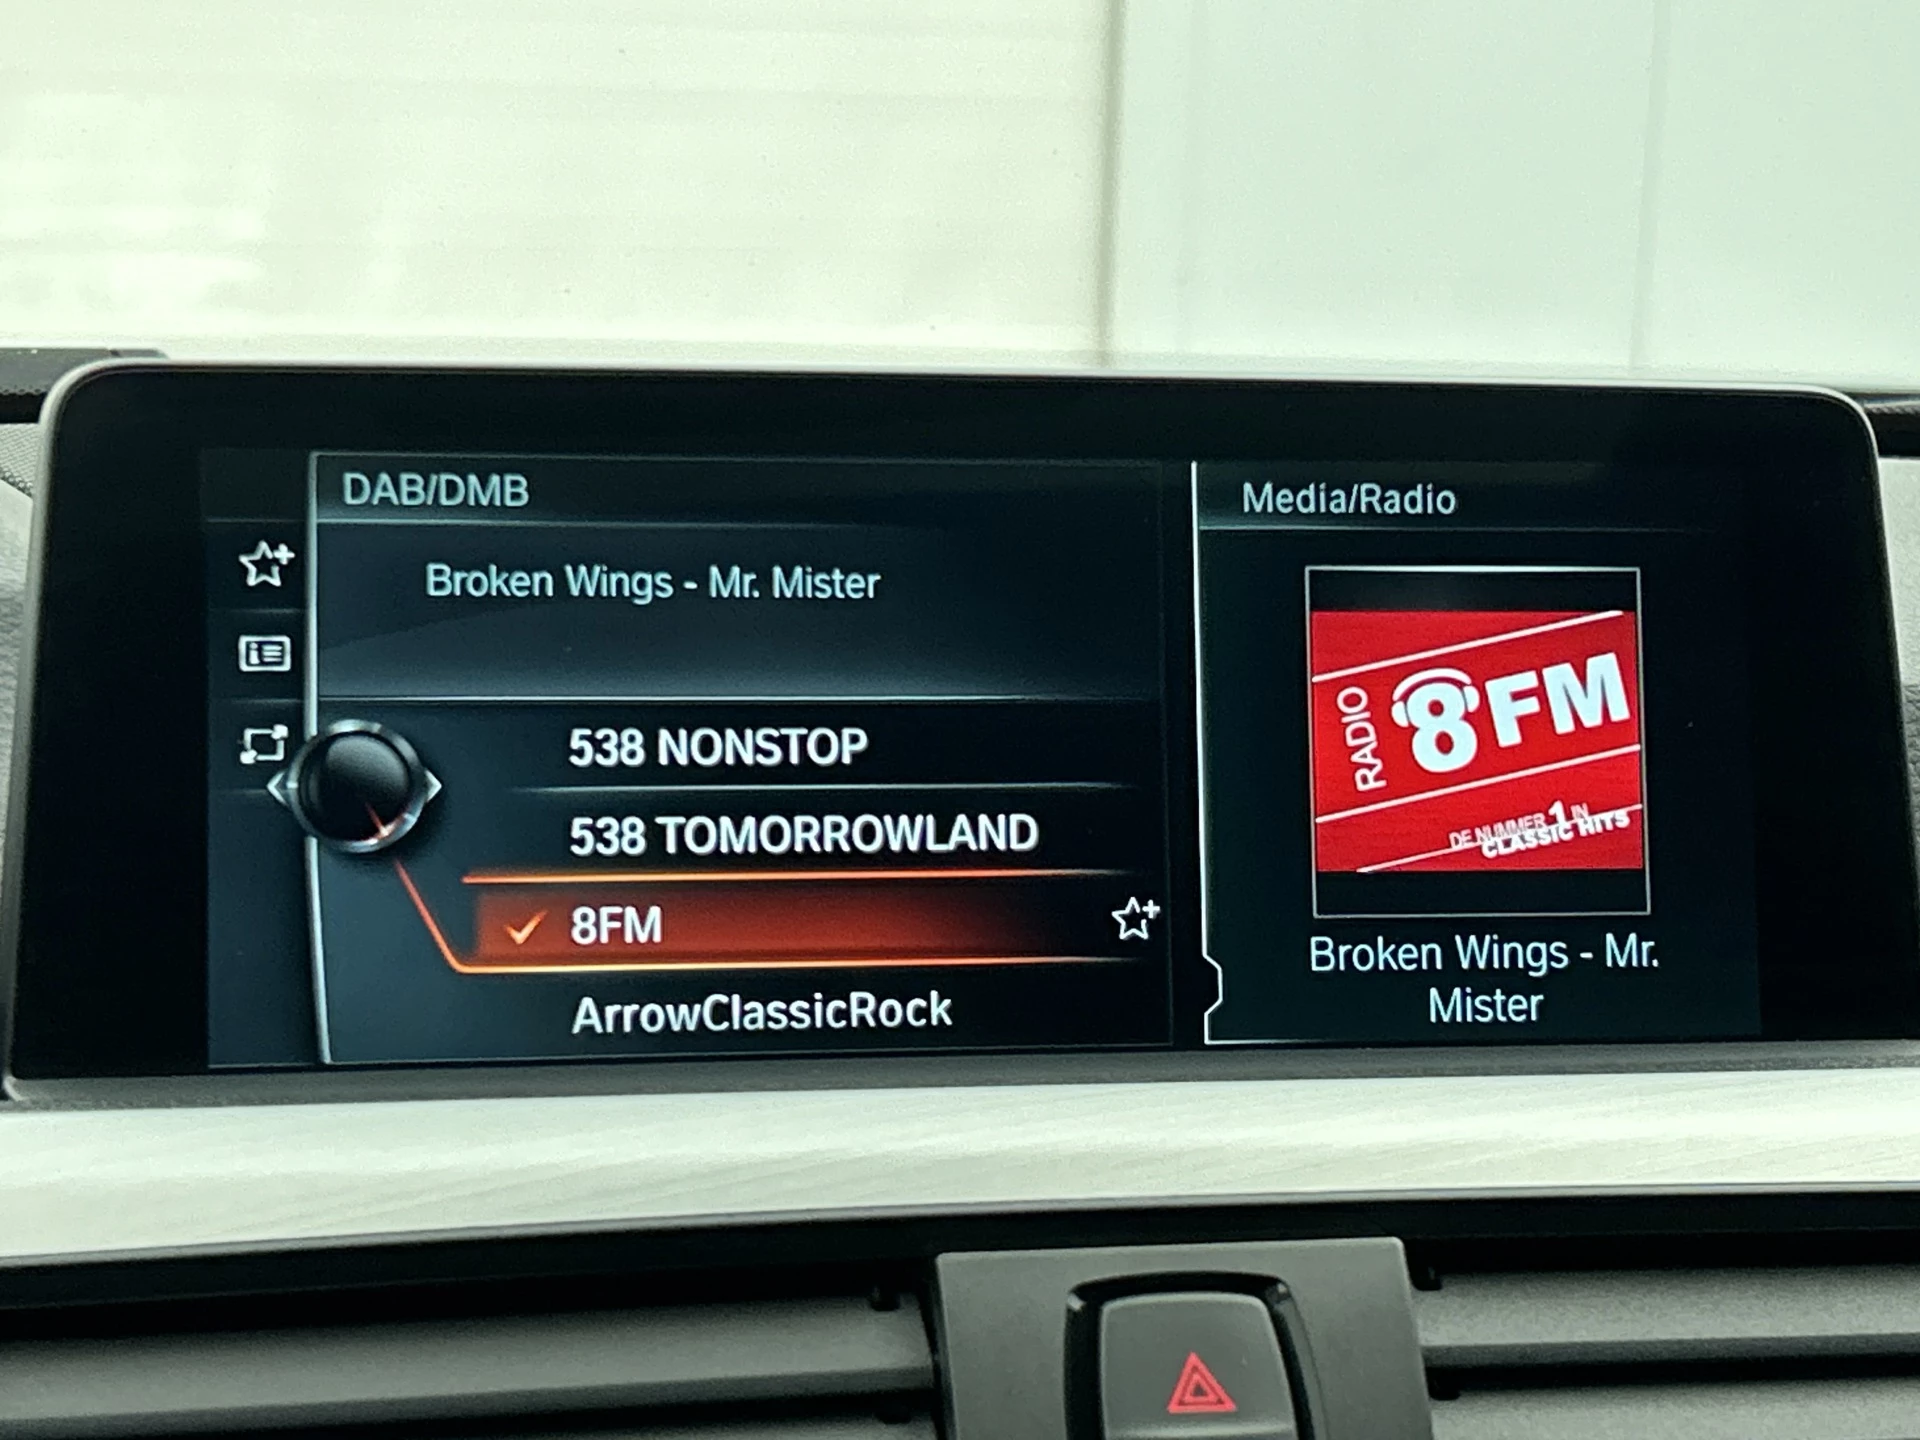 DAB/DMB
Broken Wings - Mr. Mister
538 NONSTOP
538 TOMORROWLAND
8FM
ArrowClassicRock
Media/Radio
RADIO
8FM
DE NUMMER 1 IN
CLASSIC HITS
Broken Wings - Mr.
Mister